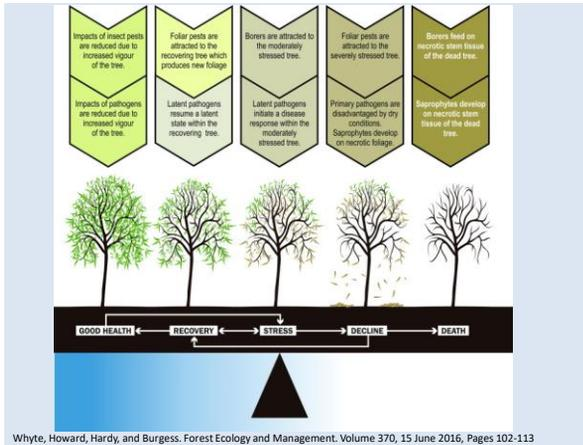 Impacts of insect pests
are reduced due to
increased vigour
of the tree.
Impacts of pathogens
are reduced due to
increased vigour
of the tree.
Foliar pests are
attracted to the
recovering tree which
produces new foliage
Latent pathogens
resume a latent
state within the
recovering tree.
Borers are attracted to
the moderately
stressed tree.
Latent pathogens
initiate a disease
response within the
moderately
stressed tree.
Foliar pests are
attracted to the
severely stressed tree.
Primary pathogens are
disadvantaged by dry
conditions.
Saprophytes develop
on necrotic foliage.
Borers feed on
necrotic stem tissue
of the dead tree.
Saprophytes develop
on necrotic stem
tissue of the dead
tree.
GOOD HEALTH RECOVERY STRESS DECLINE DEATH
Whyte, Howard, Hardy, and Burgess. Forest Ecology and Management. Volume 370, 15 June 2016, Pages 102-113